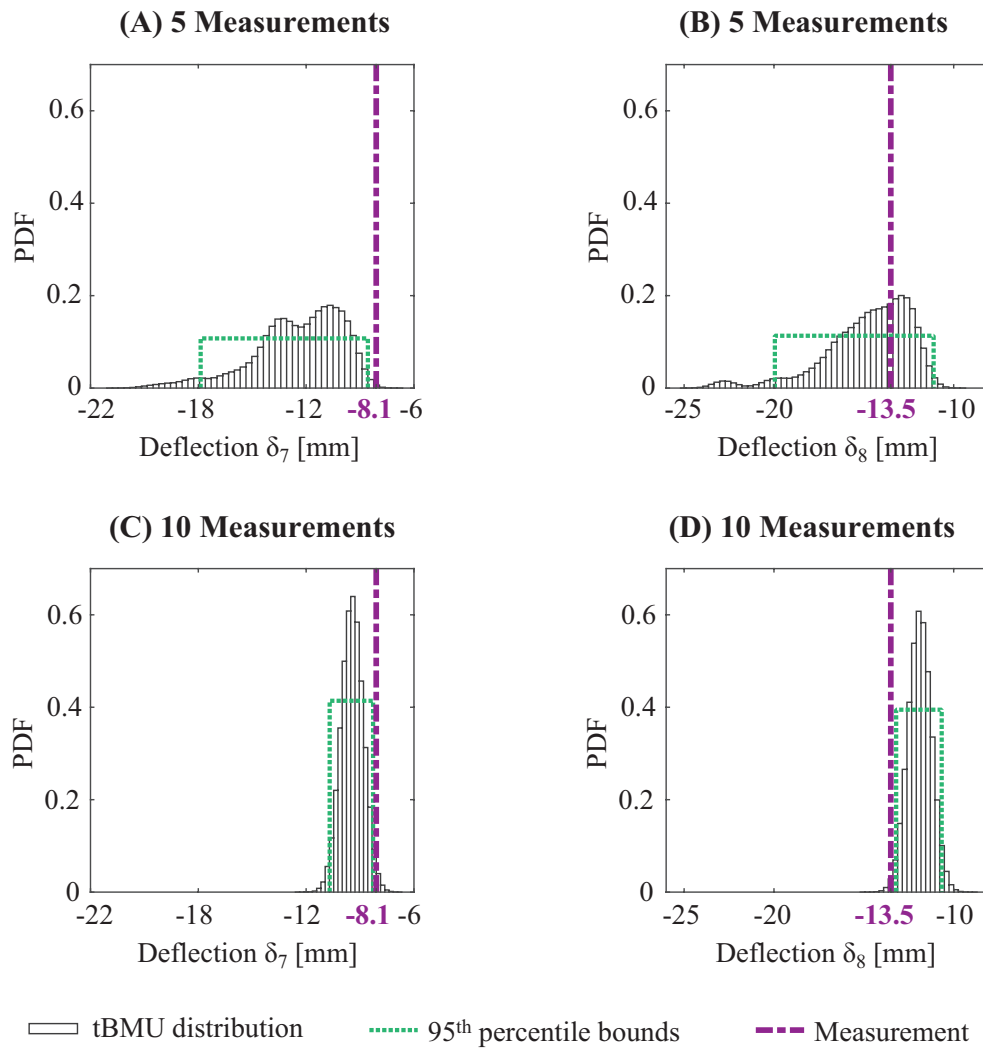 (A) 5 Measurements
PDF
0.6
0.4
0.2
0
-22
-18
-12
-8.1
-6
Deflection δ7 [mm]
(B) 5 Measurements
PDF
0.6
0.4
0.2
0
-25
-20
-13.5
-10
Deflection δ8 [mm]
(C) 10 Measurements
PDF
0.6
0.4
0.2
0
-22
-18
-12
-8.1
-6
Deflection δ7 [mm]
(D) 10 Measurements
PDF
0.6
0.4
0.2
0
-25
-20
-13.5
-10
Deflection δ8 [mm]
tBMU distribution
95th percentile bounds
Measurement